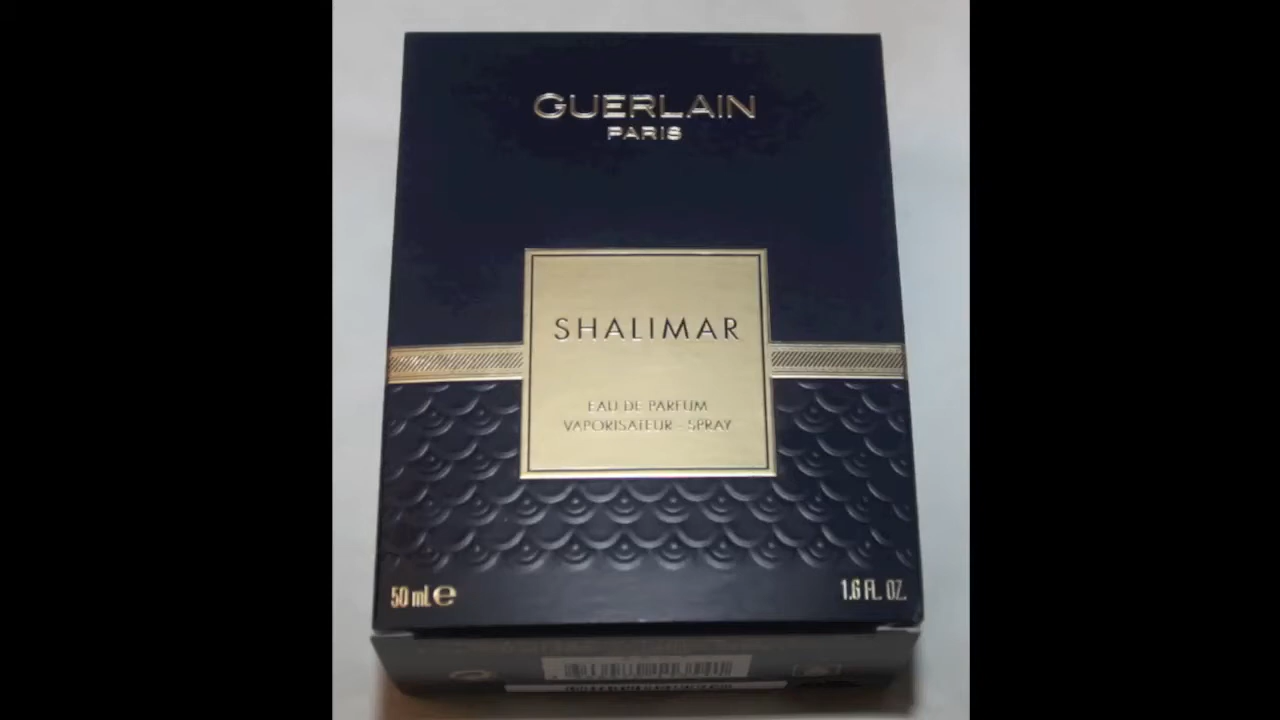 GUERLAIN
PARIS
SHALIMAR
EAU DE PARFUM
VAPORISATEUR - SPRAY
50 mL e
1.6 FL. OZ.